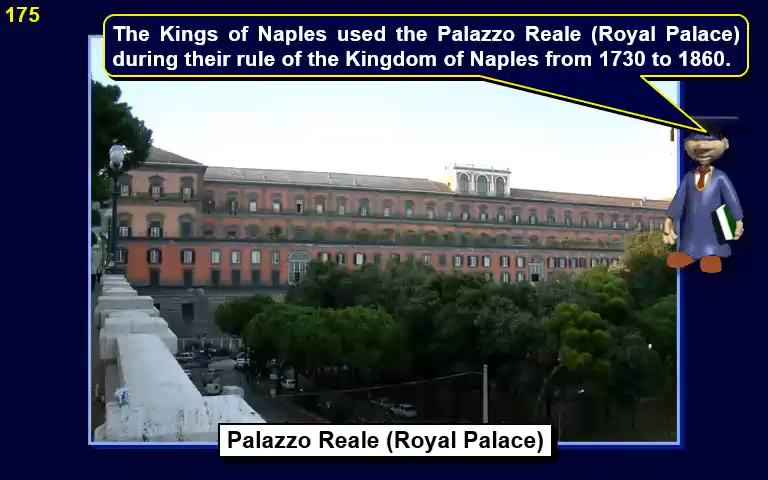 175
The Kings of Naples used the Palazzo Reale (Royal Palace)
during their rule of the Kingdom of Naples from 1730 to 1860.
Palazzo Reale (Royal Palace)